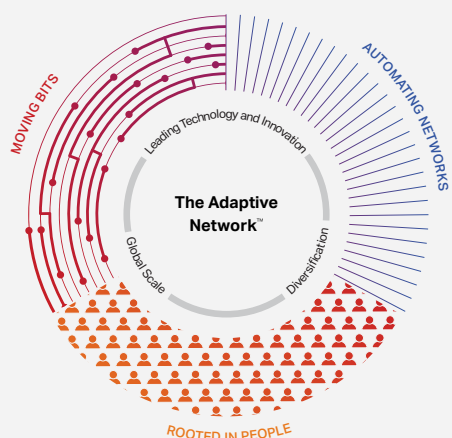 MOVING BITS
AUTOMATING NETWORKS
Leading Technology and Innovation
The Adaptive
Network™
Global Scale
Diversification
ROOTED IN PEOPLE